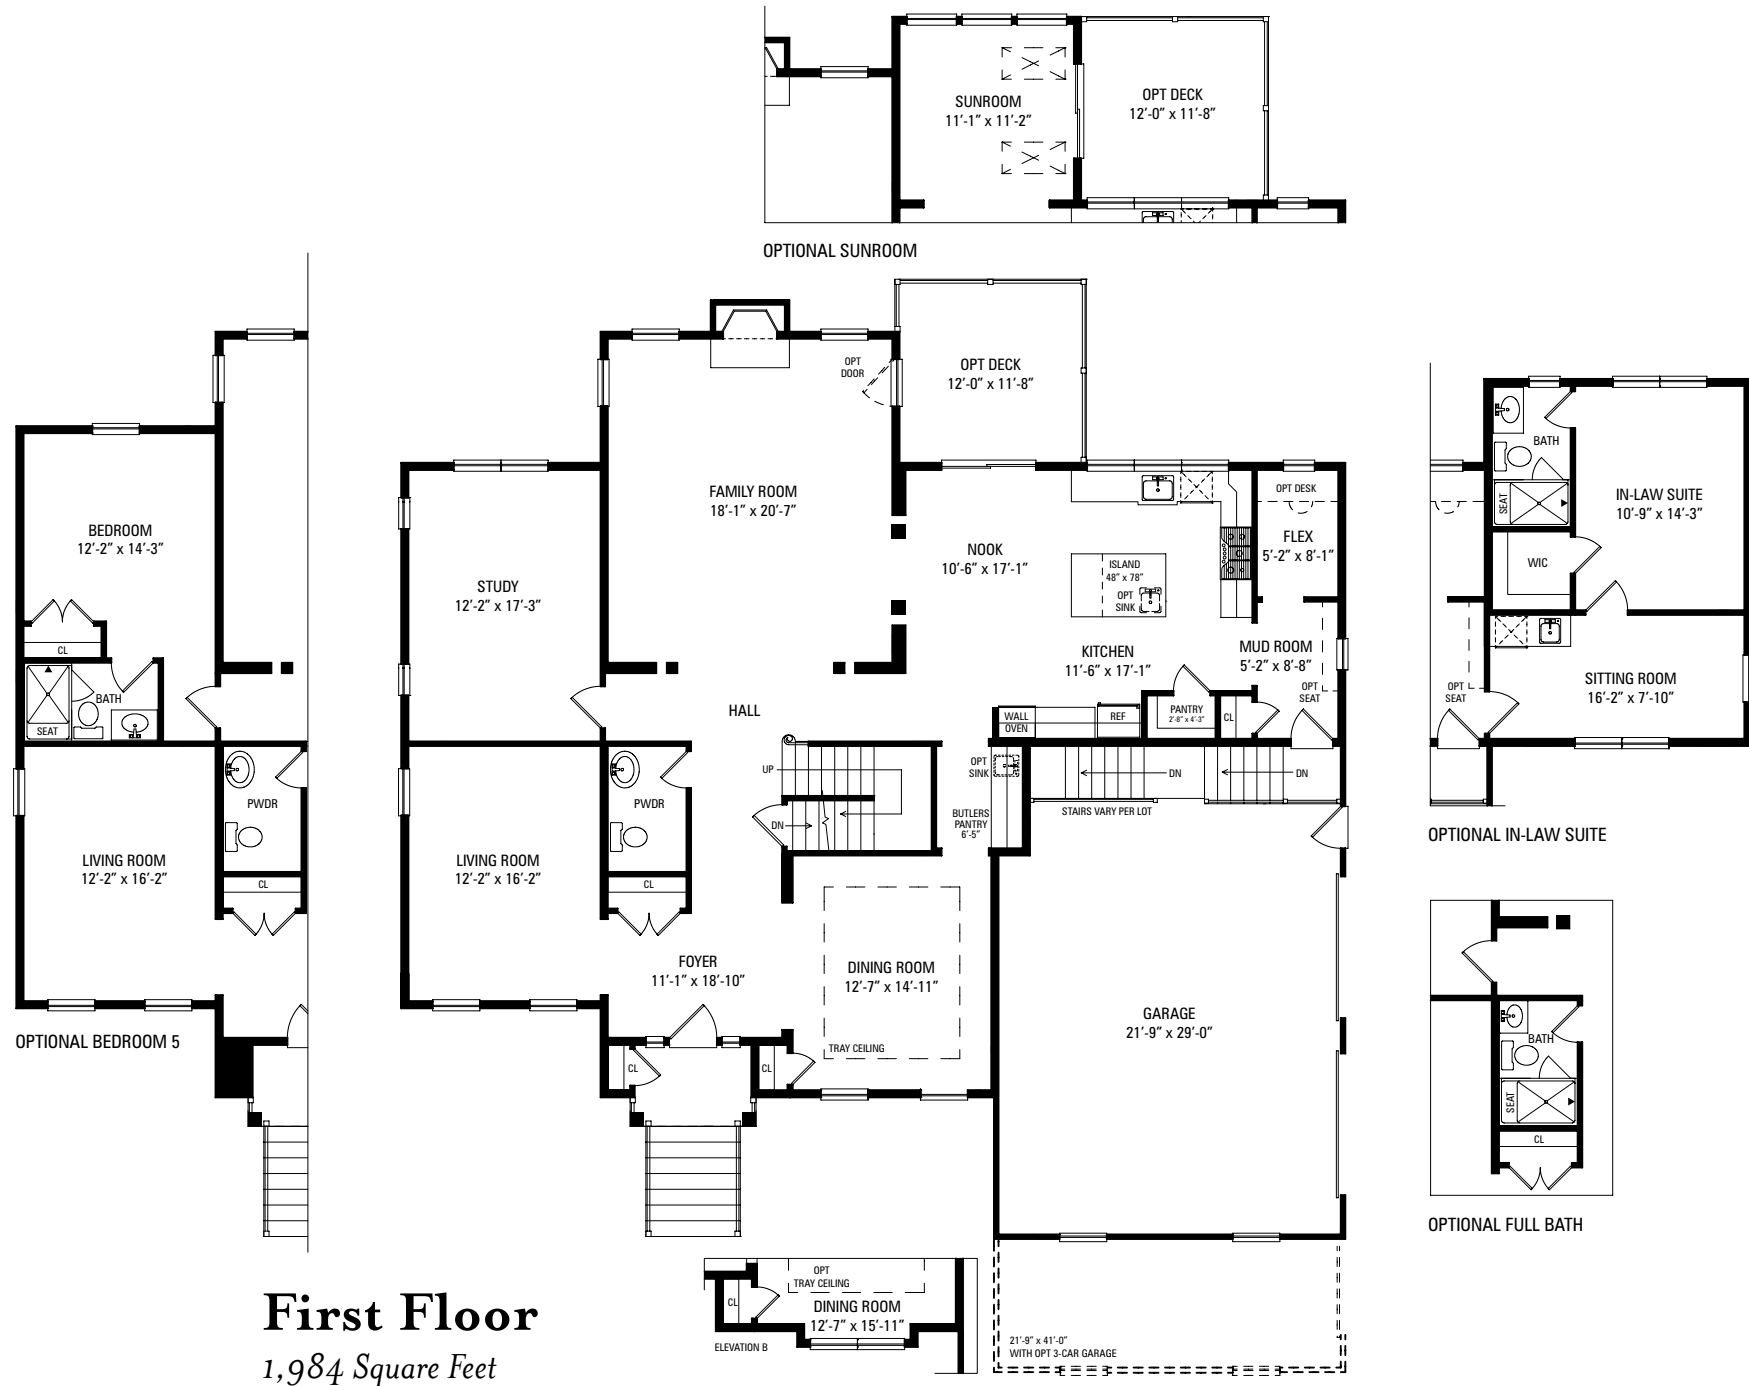 SUNROOM
11'-1" x 11'-2"
OPT DECK
12'-0" x 11'-8"
OPTIONAL SUNROOM
BEDROOM
12'-2" x 14'-3"
CL
BATH
SEAT
PWDR
LIVING ROOM
12'-2" x 16'-2"
CL
OPTIONAL BEDROOM 5
OPT
DOOR
OPT DECK
12'-0" x 11'-8"
FAMILY ROOM
18'-1" x 20'-7"
STUDY
12'-2" x 17'-3"
NOOK
10'-6" x 17'-1"
ISLAND
48" x 78"
OPT
SINK
OPT DESK
FLEX
5'-2" x 8'-1"
KITCHEN
11'-6" x 17'-1"
MUD ROOM
5'-2" x 8'-8"
OPT
SEAT
HALL
WALL
OVEN
REF
PANTRY
2'-8" x 4'-3"
CL
UP
DN
OPT
SINK
DN
DN
STAIRS VARY PER LOT
BUTLERS
PANTRY
6'-5"
PWDR
LIVING ROOM
12'-2" x 16'-2"
CL
FOYER
11'-1" x 18'-10"
DINING ROOM
12'-7" x 14'-11"
TRAY CEILING
CL
CL
GARAGE
21'-9" x 29'-0"
BATH
SEAT
IN-LAW SUITE
10'-9" x 14'-3"
WIC
OPT
SEAT
SITTING ROOM
16'-2" x 7'-10"
OPTIONAL IN-LAW SUITE
BATH
SEAT
CL
OPTIONAL FULL BATH
OPT
TRAY CEILING
CL
DINING ROOM
12'-7" x 15'-11"
ELEVATION B
21'-9" x 41'-0"
WITH OPT 3-CAR GARAGE
First Floor
1,984 Square Feet